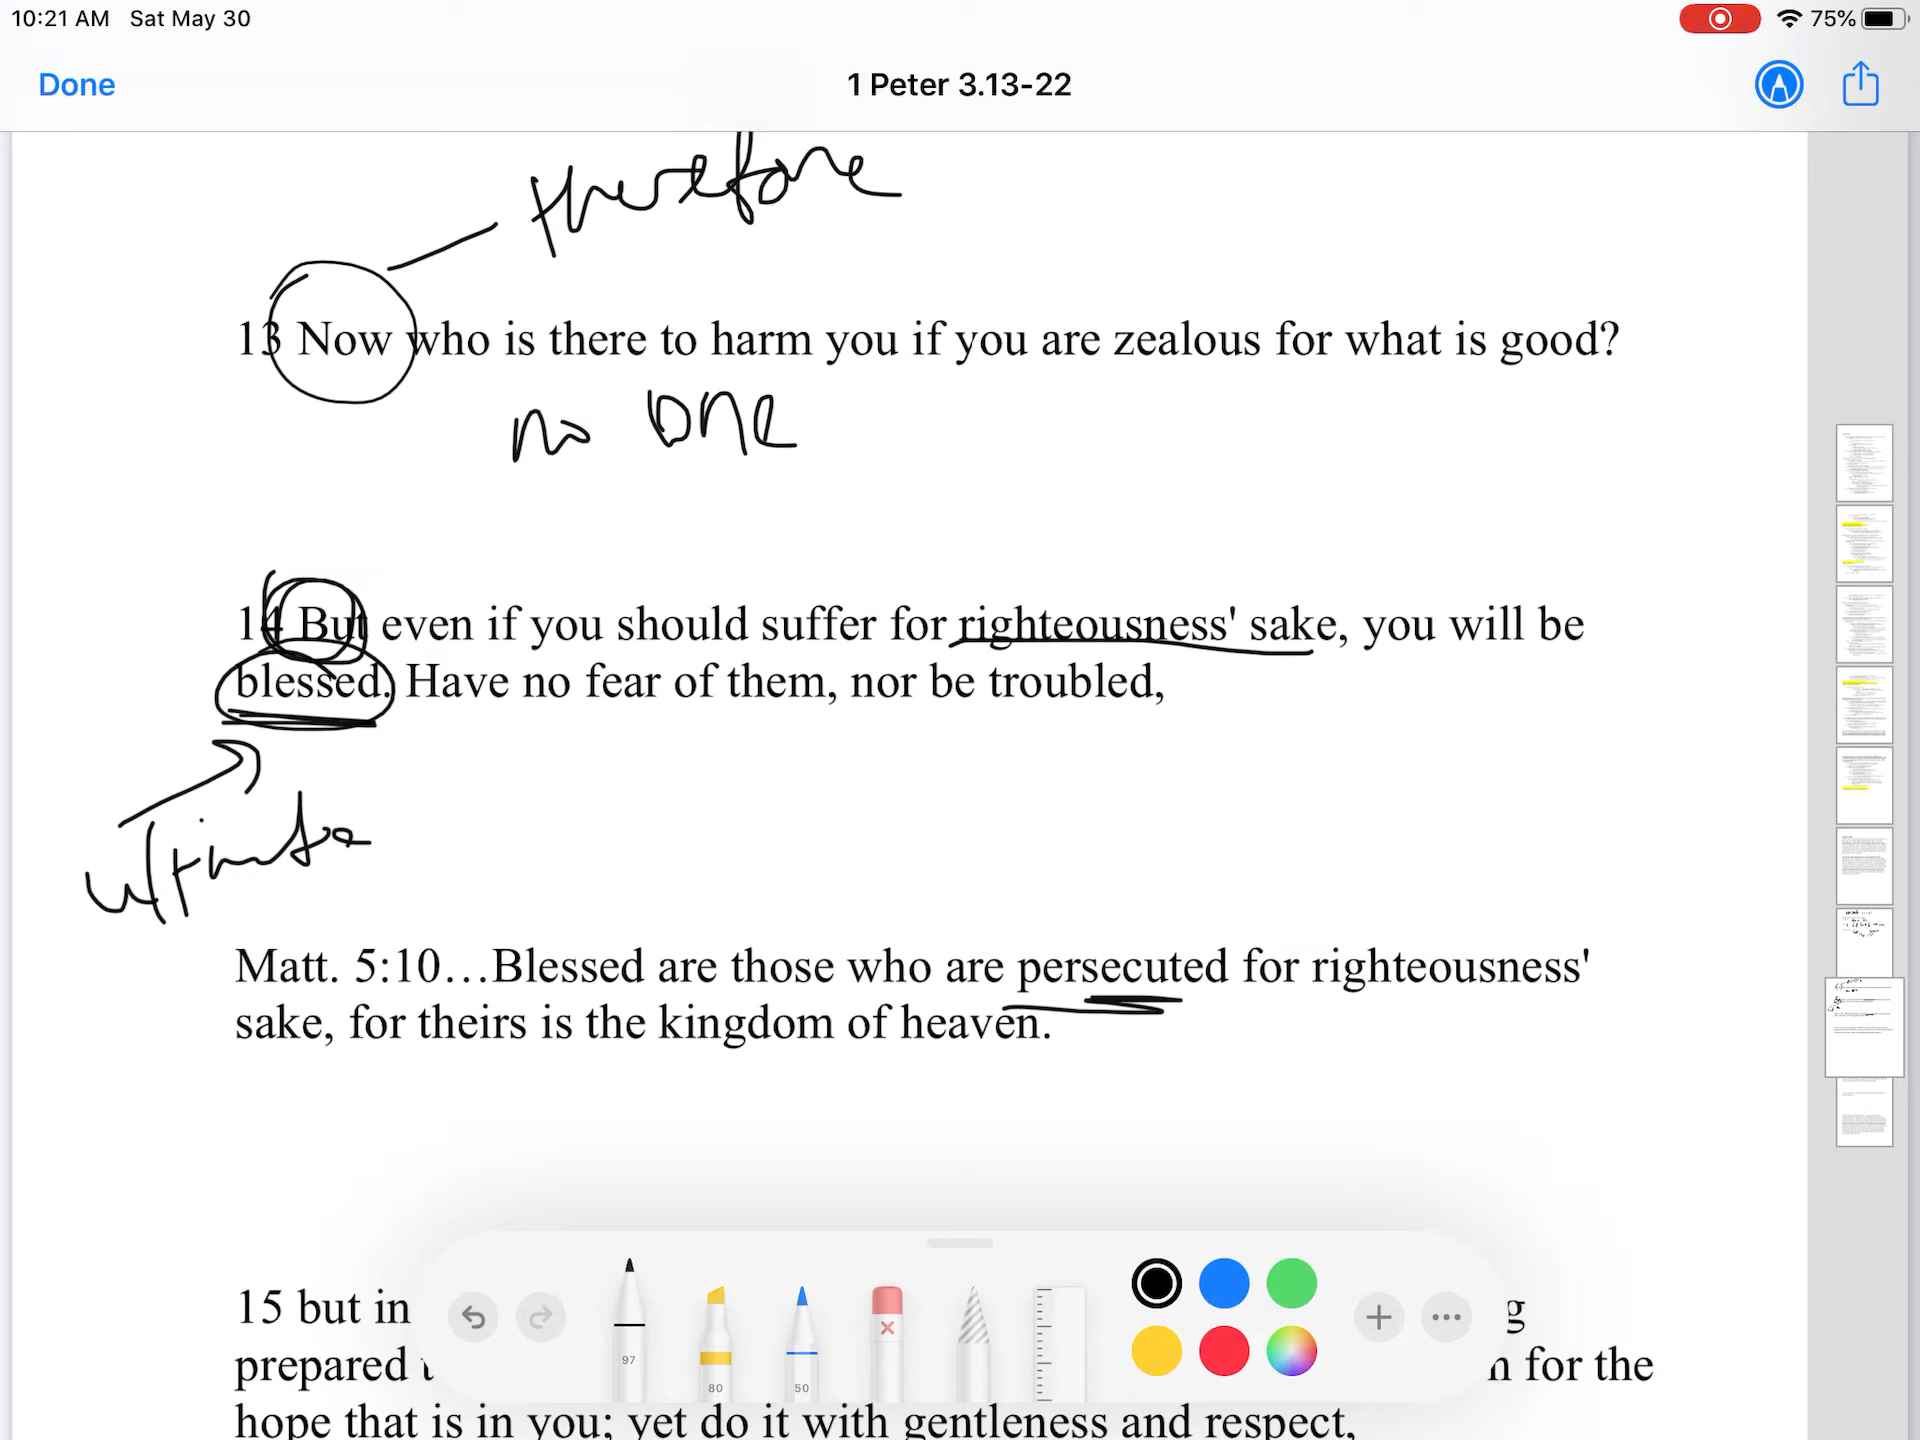 10:21 AM Sat May 30
75%
Done
1 Peter 3.13-22
therefore
13 Now who is there to harm you if you are zealous for what is good?
no one
14 But even if you should suffer for righteousness' sake, you will be
blessed. Have no fear of them, nor be troubled,
Matt. 5:10...Blessed are those who are persecuted for righteousness'
sake, for theirs is the kingdom of heaven.
15 but in g
prepared for the
hope that is in you; yet do it with gentleness and respect,
97
80
50